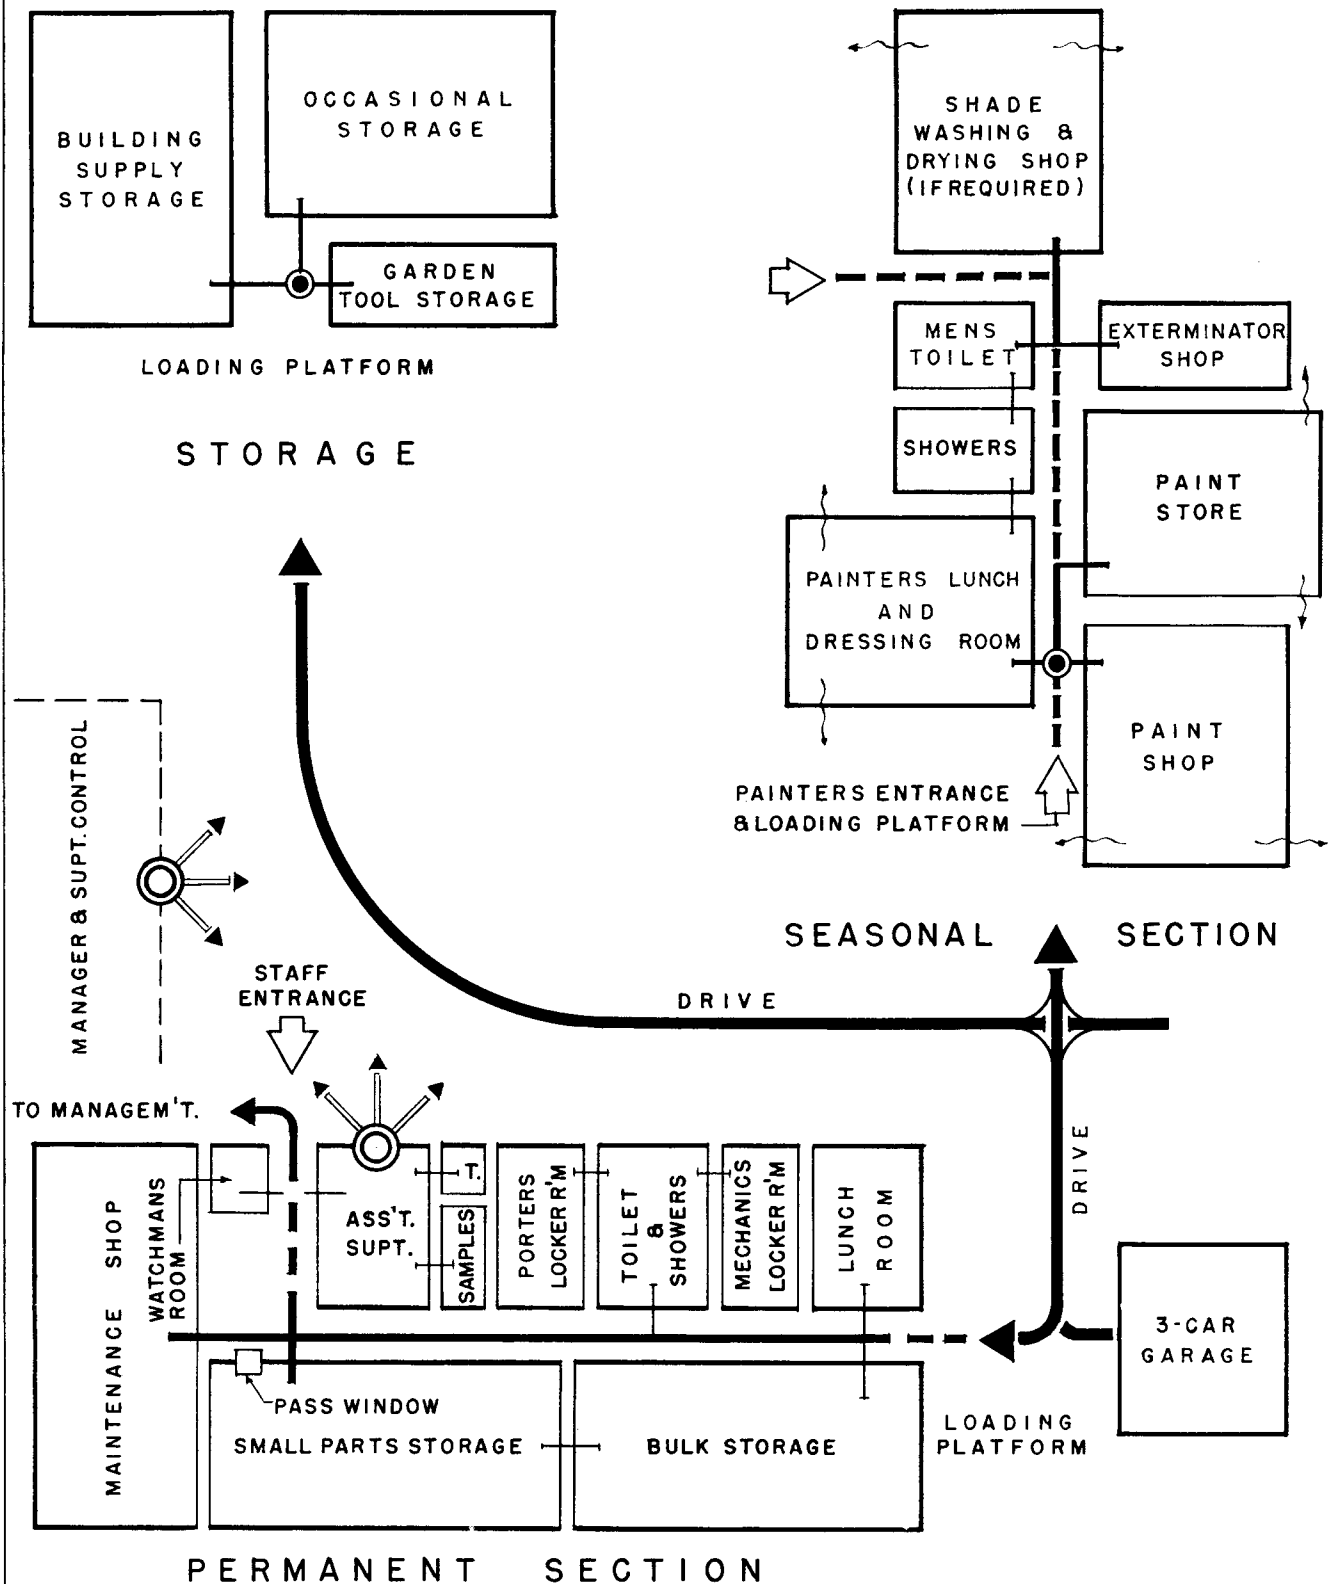 BUILDING
SUPPLY
STORAGE
OCCASIONAL
STORAGE
GARDEN
TOOL STORAGE
LOADING PLATFORM
STORAGE
SHADE
WASHING &
DRYING SHOP
(IF REQUIRED)
MENS
TOILET
EXTERMINATOR
SHOP
SHOWERS
PAINT
STORE
PAINTERS LUNCH
AND
DRESSING ROOM
PAINT
SHOP
PAINTERS ENTRANCE
& LOADING PLATFORM
SEASONAL SECTION
MANAGER & SUPT. CONTROL
STAFF
ENTRANCE
DRIVE
TO MANAGEM'T.
DRIVE
MAINTENANCE SHOP
WATCHMANS
ROOM
ASS'T.
SUPT.
T.
SAMPLES
PORTERS
LOCKER R'M
TOILET
&
SHOWERS
MECHANICS
LOCKER R'M
LUNCH
ROOM
3-CAR
GARAGE
PASS WINDOW
SMALL PARTS STORAGE
BULK STORAGE
LOADING
PLATFORM
PERMANENT SECTION